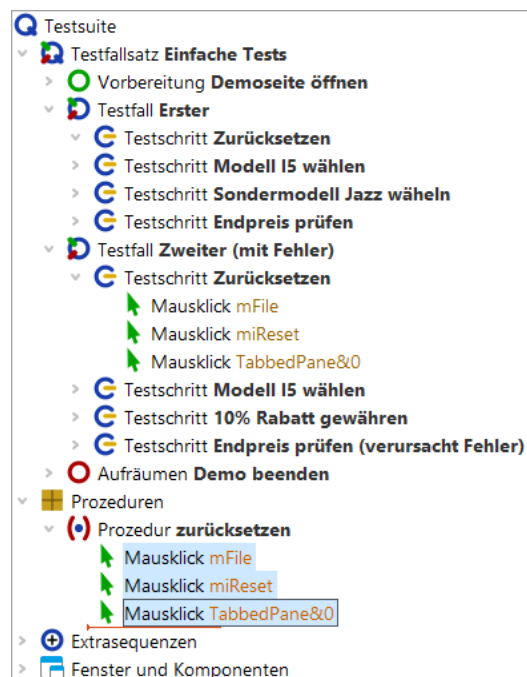 Testsuite
Testfallsatz Einfache Tests
Vorbereitung Demoseite öffnen
Testfall Erster
Testschritt Zurücksetzen
Testschritt Modell I5 wählen
Testschritt Sondermodell Jazz wäheln
Testschritt Endpreis prüfen
Testfall Zweiter (mit Fehler)
Testschritt Zurücksetzen
Mausklick mFile
Mausklick miReset
Mausklick TabbedPane&0
Testschritt Modell I5 wählen
Testschritt 10% Rabatt gewähren
Testschritt Endpreis prüfen (verursacht Fehler)
Aufräumen Demo beenden
Prozeduren
Prozedur zurücksetzen
Mausklick mFile
Mausklick miReset
Mausklick TabbedPane&0
Extrasequenzen
Fenster und Komponenten